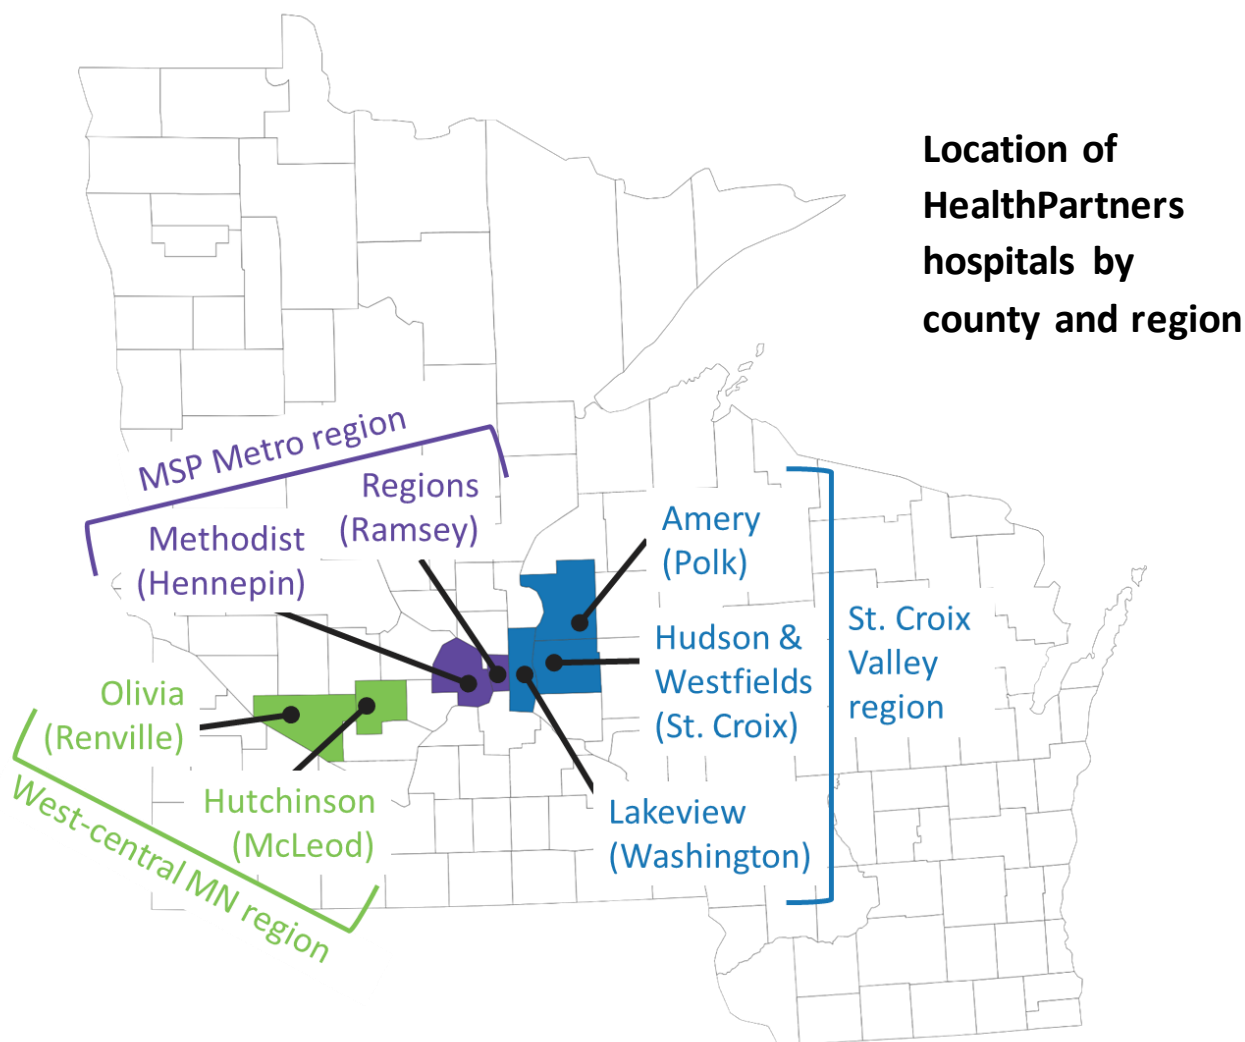 Location of
HealthPartners
hospitals by
county and region
MSP Metro region
Regions
(Ramsey)
Methodist
(Hennepin)
Amery
(Polk)
Hudson &
Westfields
(St. Croix)
St. Croix
Valley
region
Olivia
(Renville)
Hutchinson
(McLeod)
Lakeview
(Washington)
West-central MN region